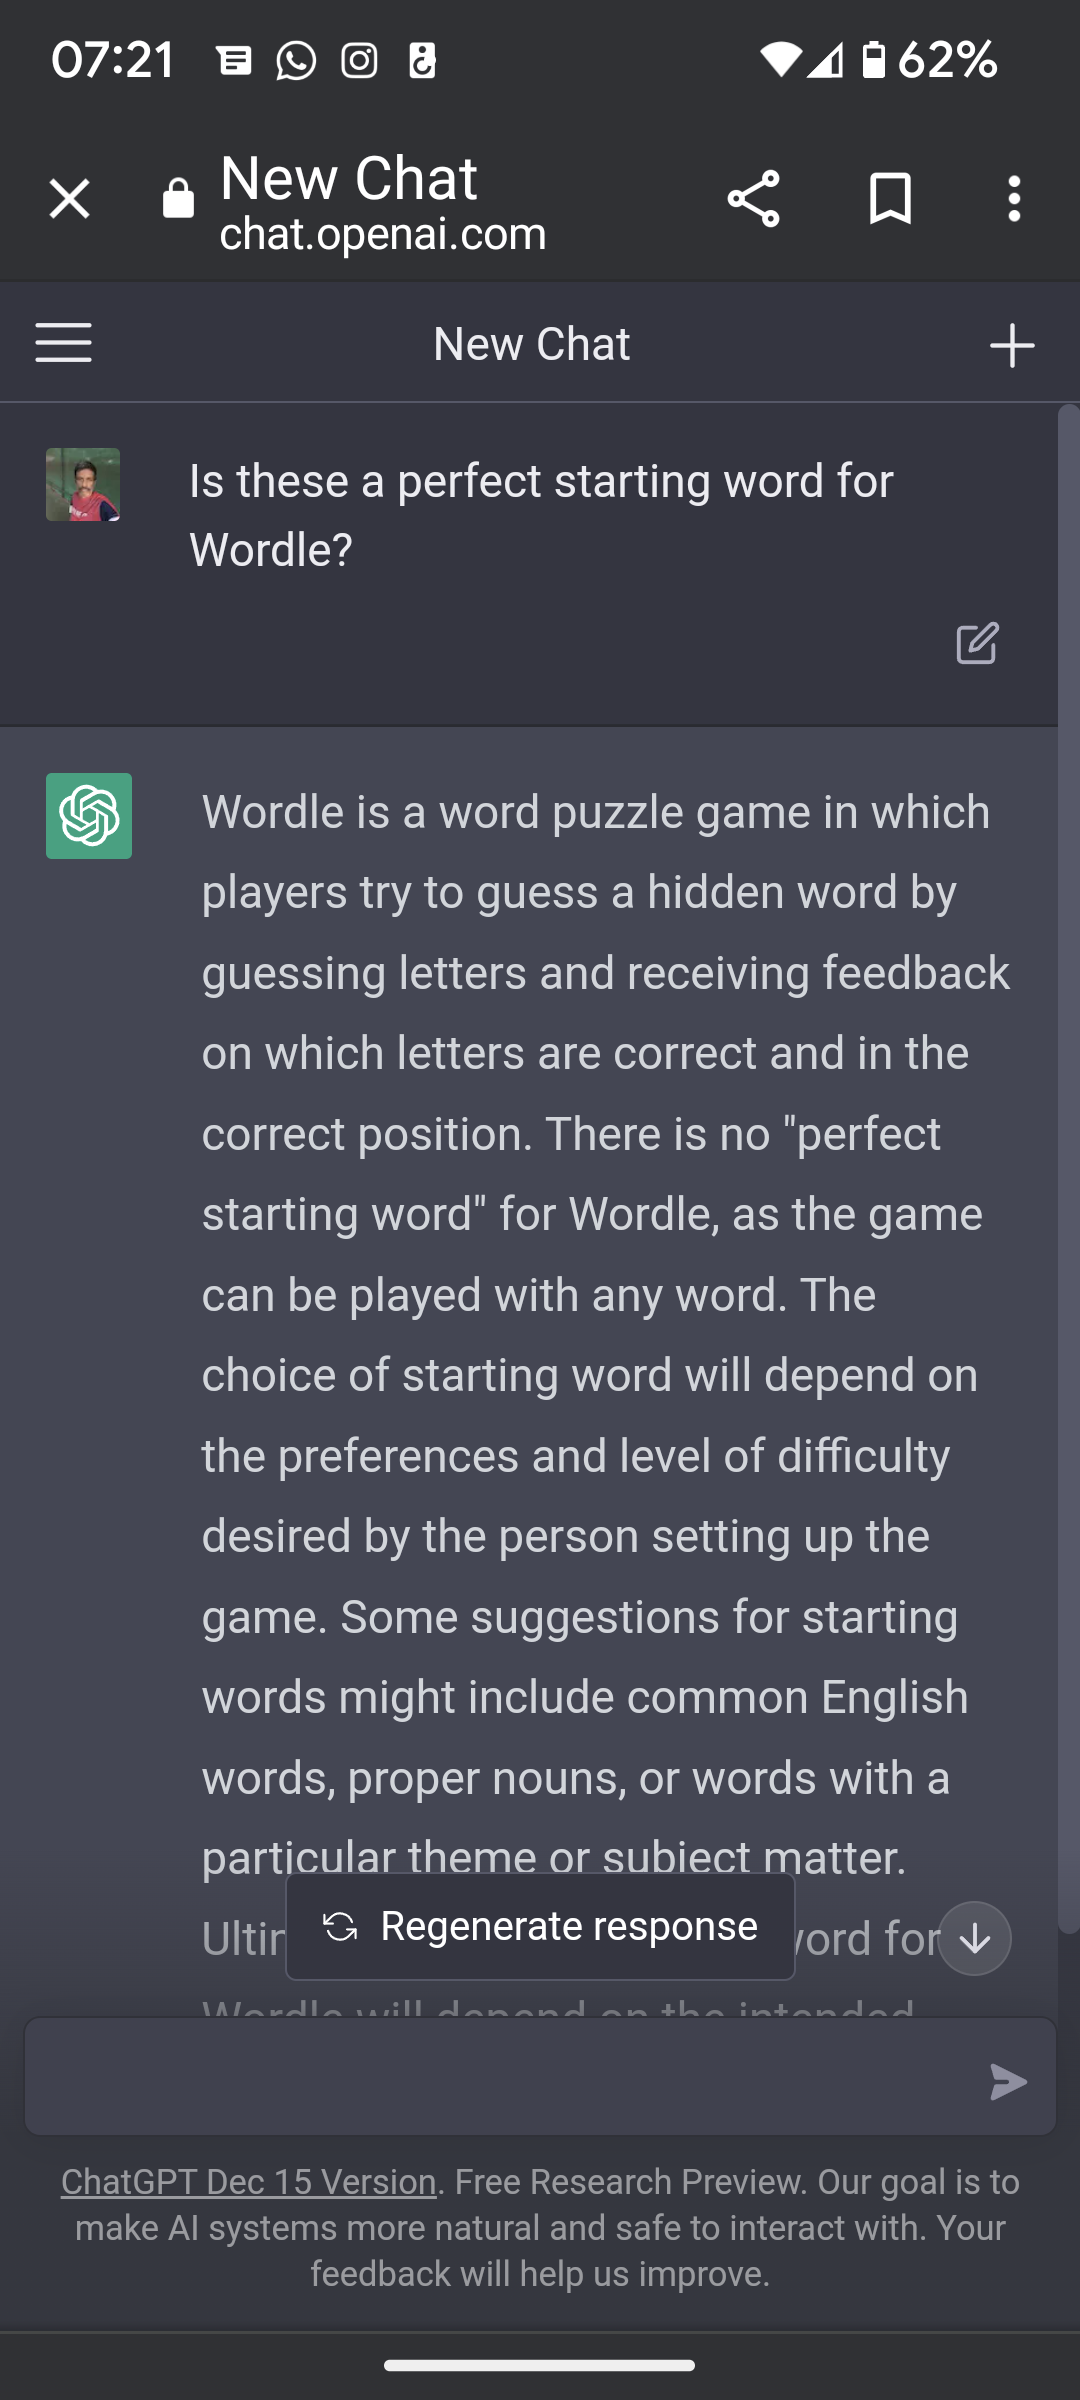 07:21
62%
New Chat
chat.openai.com
New Chat
Is these a perfect starting word for
Wordle?
Wordle is a word puzzle game in which
players try to guess a hidden word by
guessing letters and receiving feedback
on which letters are correct and in the
correct position. There is no "perfect
starting word" for Wordle, as the game
can be played with any word. The
choice of starting word will depend on
the preferences and level of difficulty
desired by the person setting up the
game. Some suggestions for starting
words might include common English
words, proper nouns, or words with a
particular theme or subject matter.
for
Regenerate response
Wordle will depend on the intended
ChatGPT Dec 15 Version. Free Research Preview. Our goal is to
make AI systems more natural and safe to interact with. Your
feedback will help us improve.